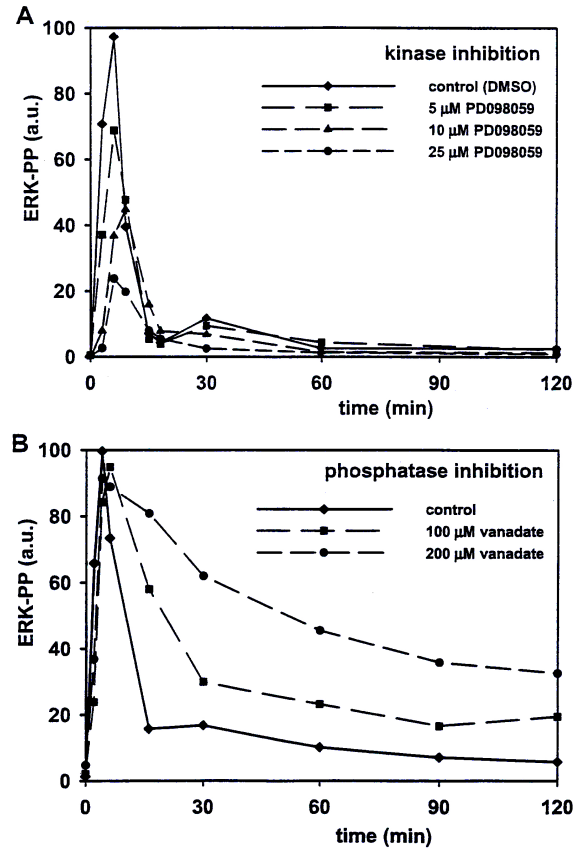 A
100
80
60
40
20
0
ERK-PP (a.u.)
kinase inhibition
control (DMSO)
5 µM PD098059
10 µM PD098059
25 µM PD098059
0 30 60 90 120
time (min)
B
100
80
60
40
20
0
ERK-PP (a.u.)
phosphatase inhibition
control
100 µM vanadate
200 µM vanadate
0 30 60 90 120
time (min)